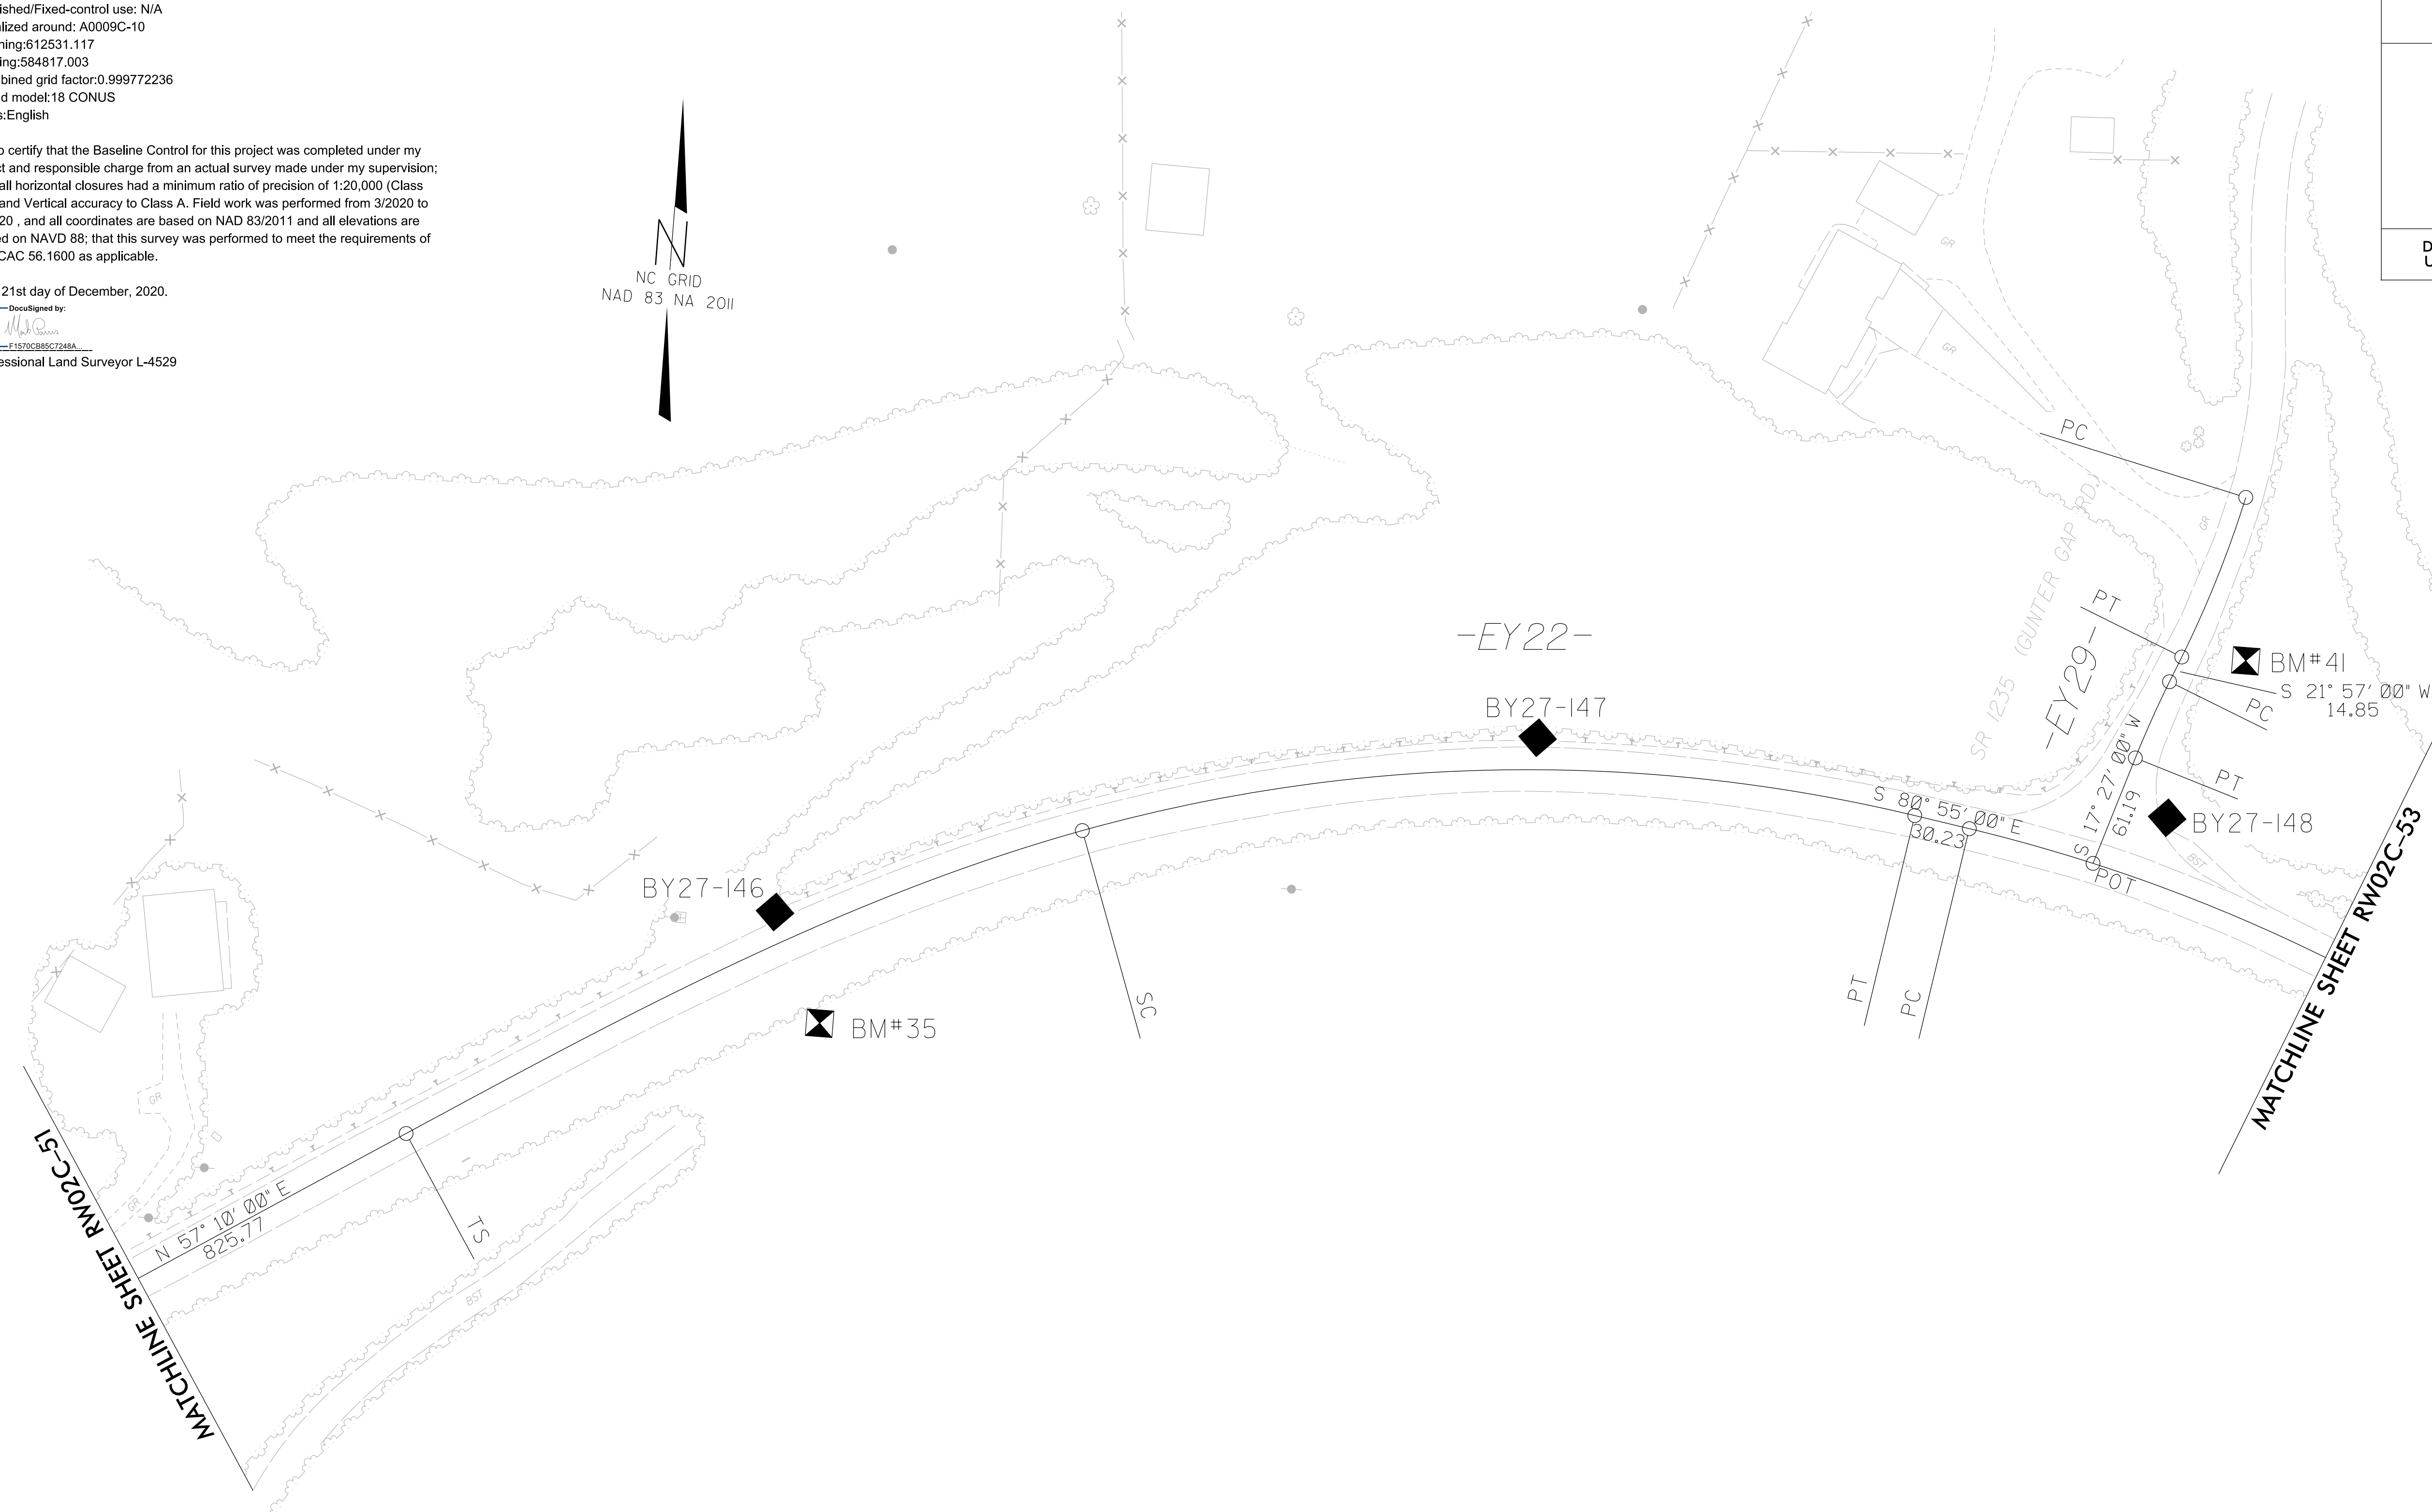 ished/Fixed-control use: N/A
lized around: A0009C-10
ning:612531.117
ing:584817.003
bined grid factor:0.999772236
d model:18 CONUS
s:English
o certify that the Baseline Control for this project was completed under my
ct and responsible charge from an actual survey made under my supervision;
all horizontal closures had a minimum ratio of precision of 1:20,000 (Class
and Vertical accuracy to Class A. Field work was performed from 3/2020 to
20 , and all coordinates are based on NAD 83/2011 and all elevations are
d on NAVD 88; that this survey was performed to meet the requirements of
CAC 56.1600 as applicable.
21st day of December, 2020.
DocuSigned by:
F1570CB85C7248A...
essional Land Surveyor L-4529
NC GRID
NAD 83 NA 2011
D
U
GR
GR
PC
GR
SR 1235 (GUNTER GAP RD.)
-EY29-
PT
BM#41
S 21° 57' 00" W
14.85
PC
-EY22-
BY27-147
PT
S 17° 27' 00" W
61.19
BY27-148
BST
S 80° 55' 00" E
30.23
POT
BY27-146
SC
PT
PC
BM#35
MATCHLINE SHEET RW02C-53
GR
GR
MATCHLINE SHEET RW02C-51
N 57° 10' 00" E
825.77
TS
BST